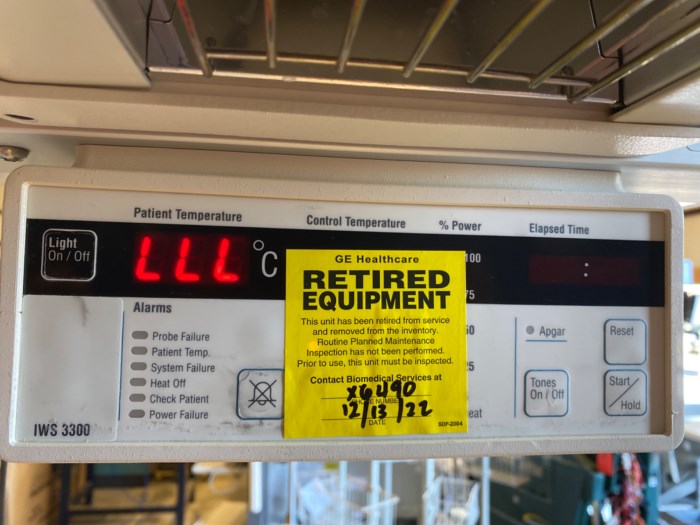 Patient Temperature
Control Temperature
% Power
Elapsed Time
Light
On / Off
LLL °C
100
75
Alarms
Probe Failure
Patient Temp.
System Failure
Heat Off
Check Patient
Power Failure
IWS 3300
GE Healthcare
RETIRED
EQUIPMENT
This unit has been retired from service
and removed from the inventory.
Routine Planned Maintenance
Inspection has not been performed.
Prior to use, this unit must be inspected.
Contact Biomedical Services at
12/13/22
DATE
SDP-2004
:
Apgar
Reset
Tones
On / Off
Start
Hold